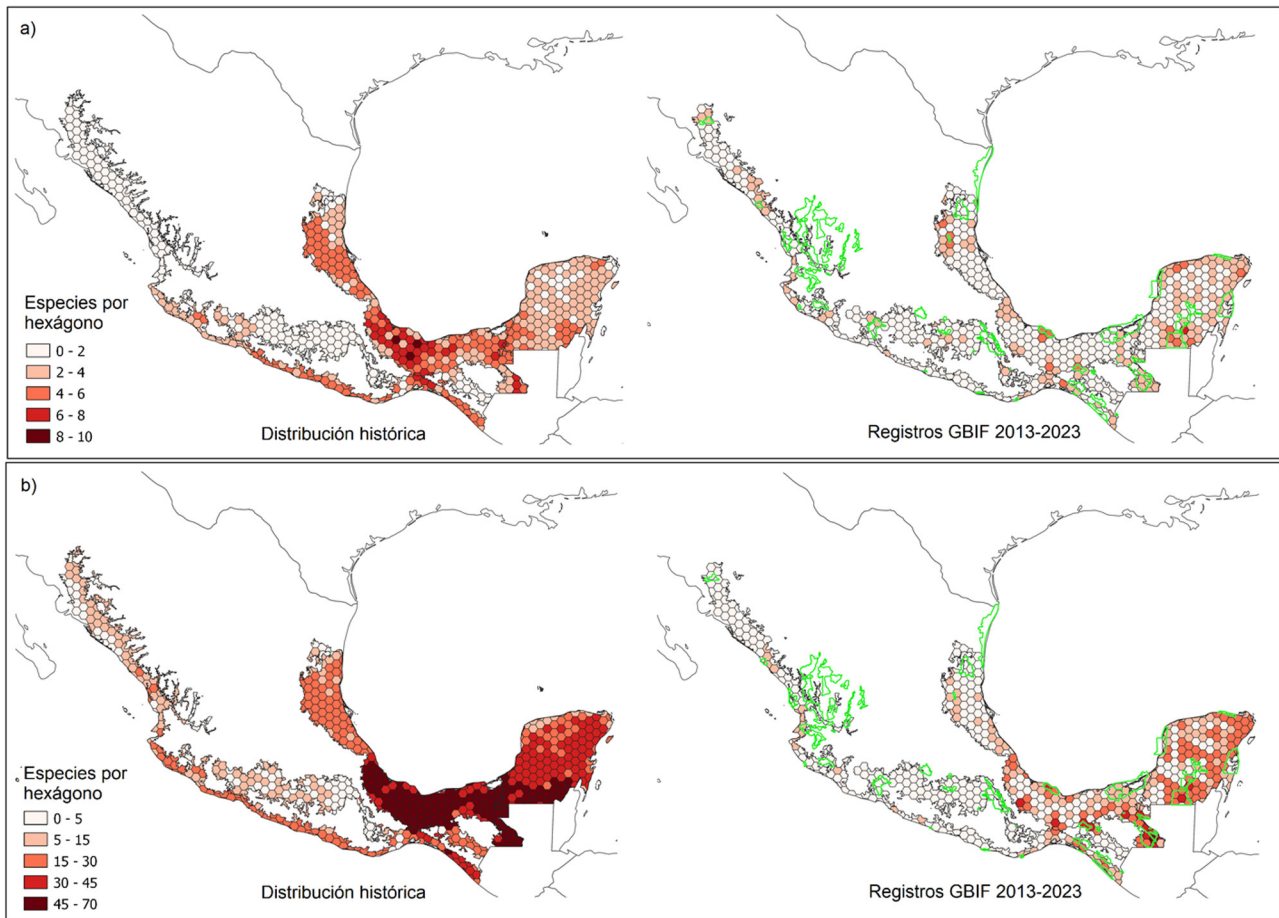 a)
Especies por
hexágono
0 - 2
2 - 4
4 - 6
6 - 8
8 - 10
Distribución histórica
Registros GBIF 2013-2023
b)
Especies por
hexágono
0 - 5
5 - 15
15 - 30
30 - 45
45 - 70
Distribución histórica
Registros GBIF 2013-2023